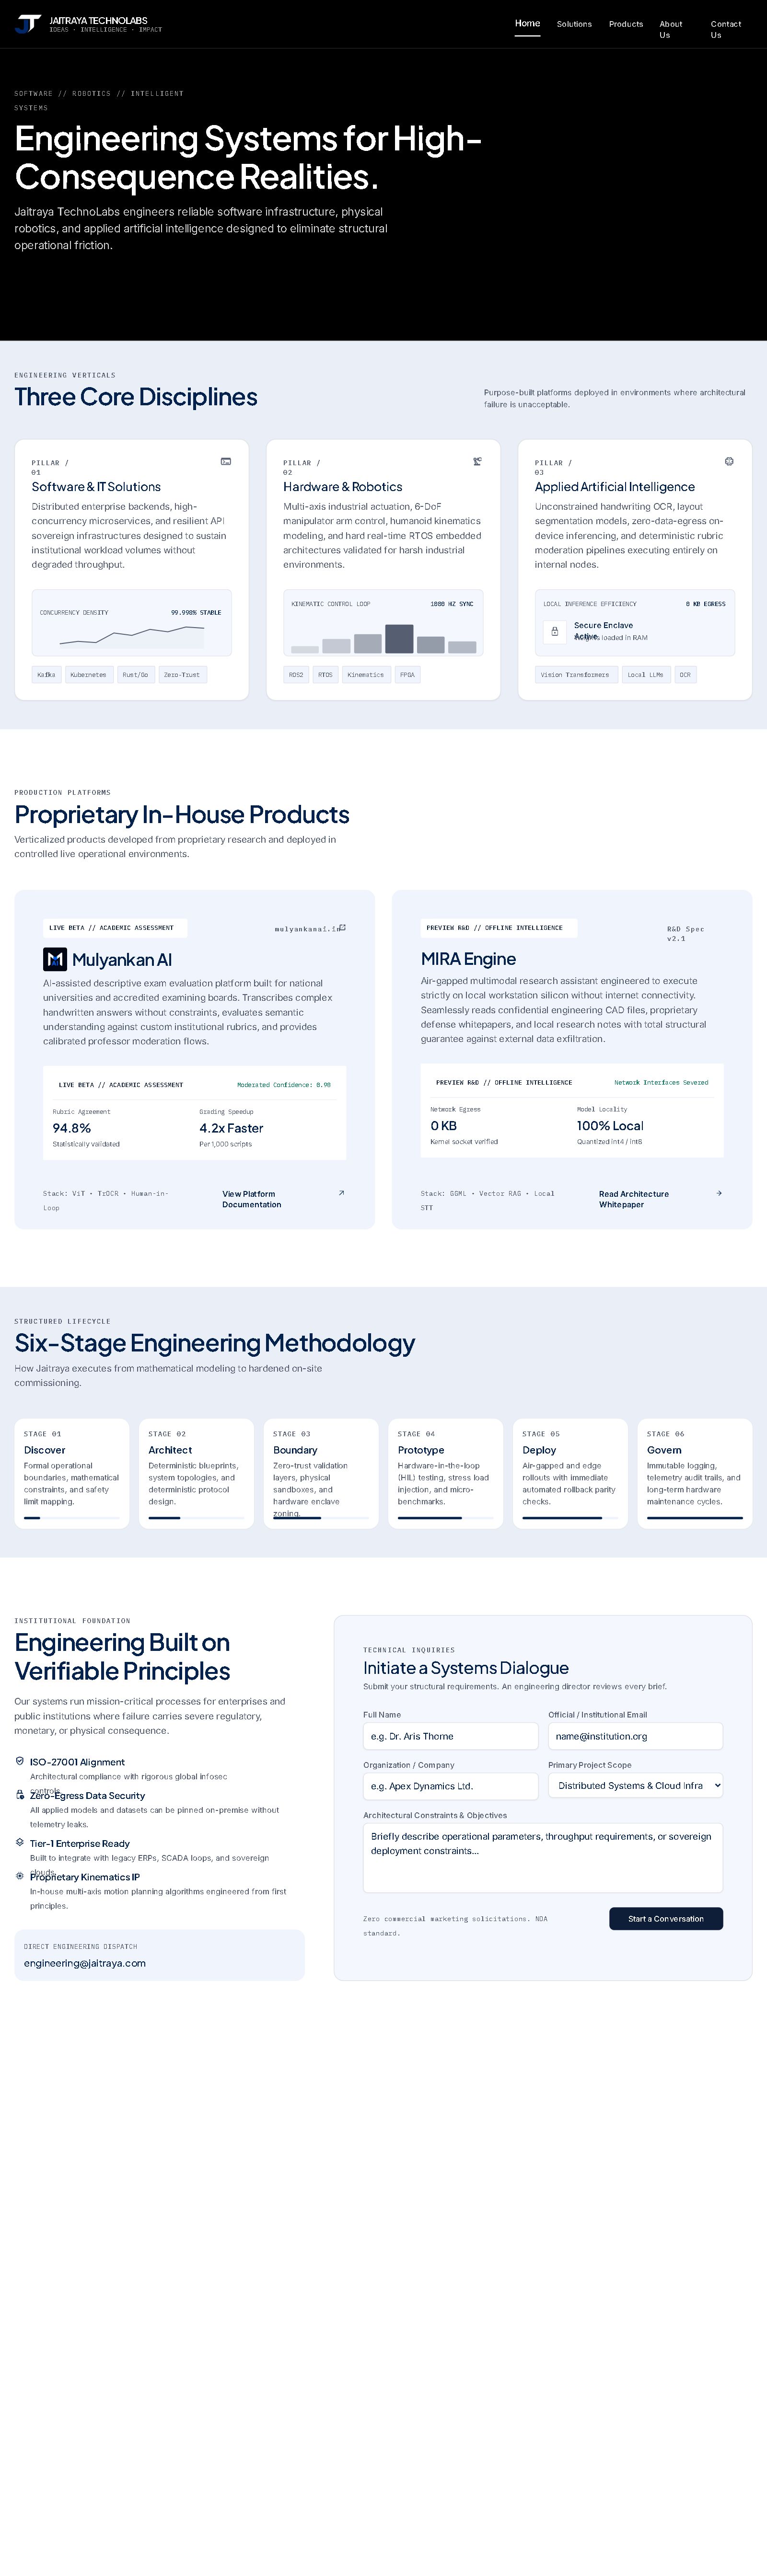 JAITRAYA TECHNOLABS
IDEAS · INTELLIGENCE · IMPACT
Home
Solutions
Products
About
Us
Contact
Us
SOFTWARE // ROBOTICS // INTELLIGENT
SYSTEMS
Engineering Systems for High-
Consequence Realities.
Jaitraya TechnoLabs engineers reliable software infrastructure, physical
robotics, and applied artificial intelligence designed to eliminate structural
operational friction.
ENGINEERING VERTICALS
Three Core Disciplines
Purpose-built platforms deployed in environments where architectural
failure is unacceptable.
PILLAR /
01
Software & IT Solutions
Distributed enterprise backends, high-
concurrency microservices, and resilient API
sovereign infrastructures designed to sustain
institutional workload volumes without
degraded throughput.
CONCURRENCY DENSITY
99.998% STABLE
Kafka
Kubernetes
Rust/Go
Zero-Trust
PILLAR /
02
Hardware & Robotics
Multi-axis industrial actuation, 6-DoF
manipulator arm control, humanoid kinematics
modeling, and hard real-time RTOS embedded
architectures validated for harsh industrial
environments.
KINEMATIC CONTROL LOOP
1000 HZ SYNC
ROS2
RTOS
Kinematics
FPGA
PILLAR /
03
Applied Artificial Intelligence
Unconstrained handwriting OCR, layout
segmentation models, zero-data-egress on-
device inferencing, and deterministic rubric
moderation pipelines executing entirely on
internal nodes.
LOCAL INFERENCE EFFICIENCY
0 KB EGRESS
Secure Enclave
Active
loaded in RAM
Vision Transformers
Local LLMs
OCR
PRODUCTION PLATFORMS
Proprietary In-House Products
Verticalized products developed from proprietary research and deployed in
controlled live operational environments.
LIVE BETA // ACADEMIC ASSESSMENT
mulyankanai.in
Mulyankan AI
AI-assisted descriptive exam evaluation platform built for national
universities and accredited examining boards. Transcribes complex
handwritten answers without constraints, evaluates semantic
understanding against custom institutional rubrics, and provides
calibrated professor moderation flows.
LIVE BETA // ACADEMIC ASSESSMENT
Moderated Confidence: 0.98
Rubric Agreement
94.8%
Statistically validated
Grading Speedup
4.2x Faster
Per 1,000 scripts
Stack: ViT · TrOCR · Human-in-
Loop
View Platform
Documentation
PREVIEW R&D // OFFLINE INTELLIGENCE
R&D Spec
v2.1
MIRA Engine
Air-gapped multimodal research assistant engineered to execute
strictly on local workstation silicon without internet connectivity.
Seamlessly reads confidential engineering CAD files, proprietary
defense whitepapers, and local research notes with total structural
guarantee against external data exfiltration.
PREVIEW R&D // OFFLINE INTELLIGENCE
Network Interfaces Severed
Network Egress
0 KB
Kernel socket verified
Model Locality
100% Local
Quantized int4 / int8
Stack: GGML · Vector RAG · Local
STT
Read Architecture
Whitepaper
STRUCTURED LIFECYCLE
Six-Stage Engineering Methodology
How Jaitraya executes from mathematical modeling to hardened on-site
commissioning.
STAGE 01
Discover
Formal operational
boundaries, mathematical
constraints, and safety
limit mapping.
STAGE 02
Architect
Deterministic blueprints,
system topologies, and
deterministic protocol
design.
STAGE 03
Boundary
Zero-trust validation
layers, physical
sandboxes, and
hardware enclave
zoning.
STAGE 04
Prototype
Hardware-in-the-loop
(HIL) testing, stress load
injection, and micro-
benchmarks.
STAGE 05
Deploy
Air-gapped and edge
rollouts with immediate
automated rollback parity
checks.
STAGE 06
Govern
Immutable logging,
telemetry audit trails, and
long-term hardware
maintenance cycles.
INSTITUTIONAL FOUNDATION
Engineering Built on
Verifiable Principles
Our systems run mission-critical processes for enterprises and
public institutions where failure carries severe regulatory,
monetary, or physical consequence.
ISO-27001 Alignment
Architectural compliance with rigorous global infosec
controls.
Zero-Egress Data Security
All applied models and datasets can be pinned on-premise without
telemetry leaks.
Tier-1 Enterprise Ready
Built to integrate with legacy ERPs, SCADA loops, and sovereign
clouds.
Proprietary Kinematics IP
In-house multi-axis motion planning algorithms engineered from first
principles.
DIRECT ENGINEERING DISPATCH
engineering@jaitraya.com
TECHNICAL INQUIRIES
Initiate a Systems Dialogue
Submit your structural requirements. An engineering director reviews every brief.
Full Name
e.g. Dr. Aris Thorne
Official / Institutional Email
name@institution.org
Organization / Company
e.g. Apex Dynamics Ltd.
Primary Project Scope
Distributed Systems & Cloud Infra
Architectural Constraints & Objectives
Briefly describe operational parameters, throughput requirements, or sovereign
deployment constraints...
Zero commercial marketing solicitations. NDA
standard.
Start a Conversation